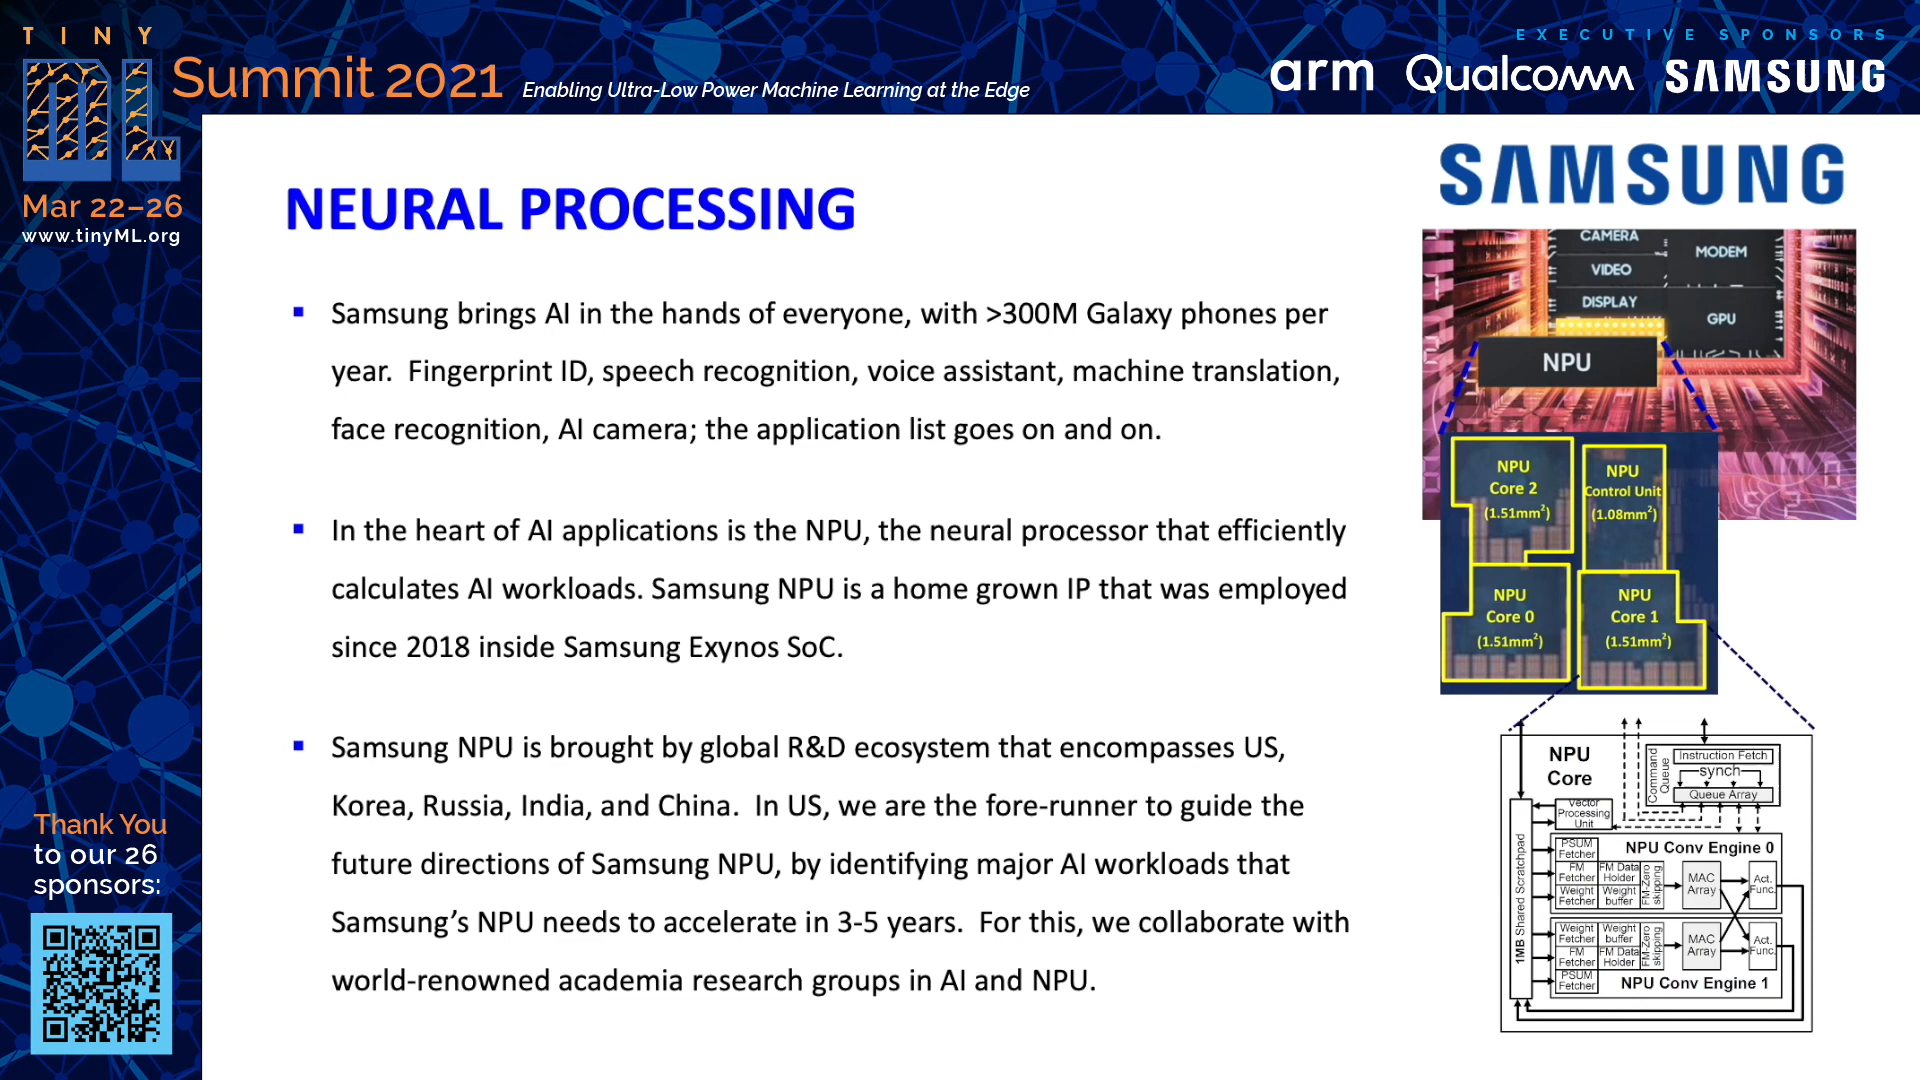 TINY
ML
Summit 2021
Enabling Ultra-Low Power Machine Learning at the Edge
EXECUTIVE SPONSORS
arm
Qualcomm
SAMSUNG
Mar 22–26
www.tinyML.org
Thank You
to our 26
sponsors:
NEURAL PROCESSING
▪ Samsung brings AI in the hands of everyone, with >300M Galaxy phones per
year. Fingerprint ID, speech recognition, voice assistant, machine translation,
face recognition, AI camera; the application list goes on and on.
▪ In the heart of AI applications is the NPU, the neural processor that efficiently
calculates AI workloads. Samsung NPU is a home grown IP that was employed
since 2018 inside Samsung Exynos SoC.
▪ Samsung NPU is brought by global R&D ecosystem that encompasses US,
Korea, Russia, India, and China. In US, we are the fore-runner to guide the
future directions of Samsung NPU, by identifying major AI workloads that
Samsung's NPU needs to accelerate in 3-5 years. For this, we collaborate with
world-renowned academia research groups in AI and NPU.
SAMSUNG
CAMERA
MODEM
VIDEO
DISPLAY
GPU
NPU
NPU
Core 2
(1.51mm²)
NPU
Control Unit
(1.08mm²)
NPU
Core 0
(1.51mm²)
NPU
Core 1
(1.51mm²)
NPU
Core
Command
Queue
Instruction Fetch
synch
Queue Array
Vector
Processing
Unit
1MB Shared Scratchpad
NPU Conv Engine 0
PSUM
Fetcher
FM
Fetcher
FM Data
Holder
Weight
Fetcher
Weight
buffer
FM-Zero
skipping
MAC
Array
Act.
Func.
Weight
Fetcher
Weight
buffer
FM
Fetcher
FM Data
Holder
FM-Zero
skipping
MAC
Array
Act.
Func.
PSUM
Fetcher
NPU Conv Engine 1